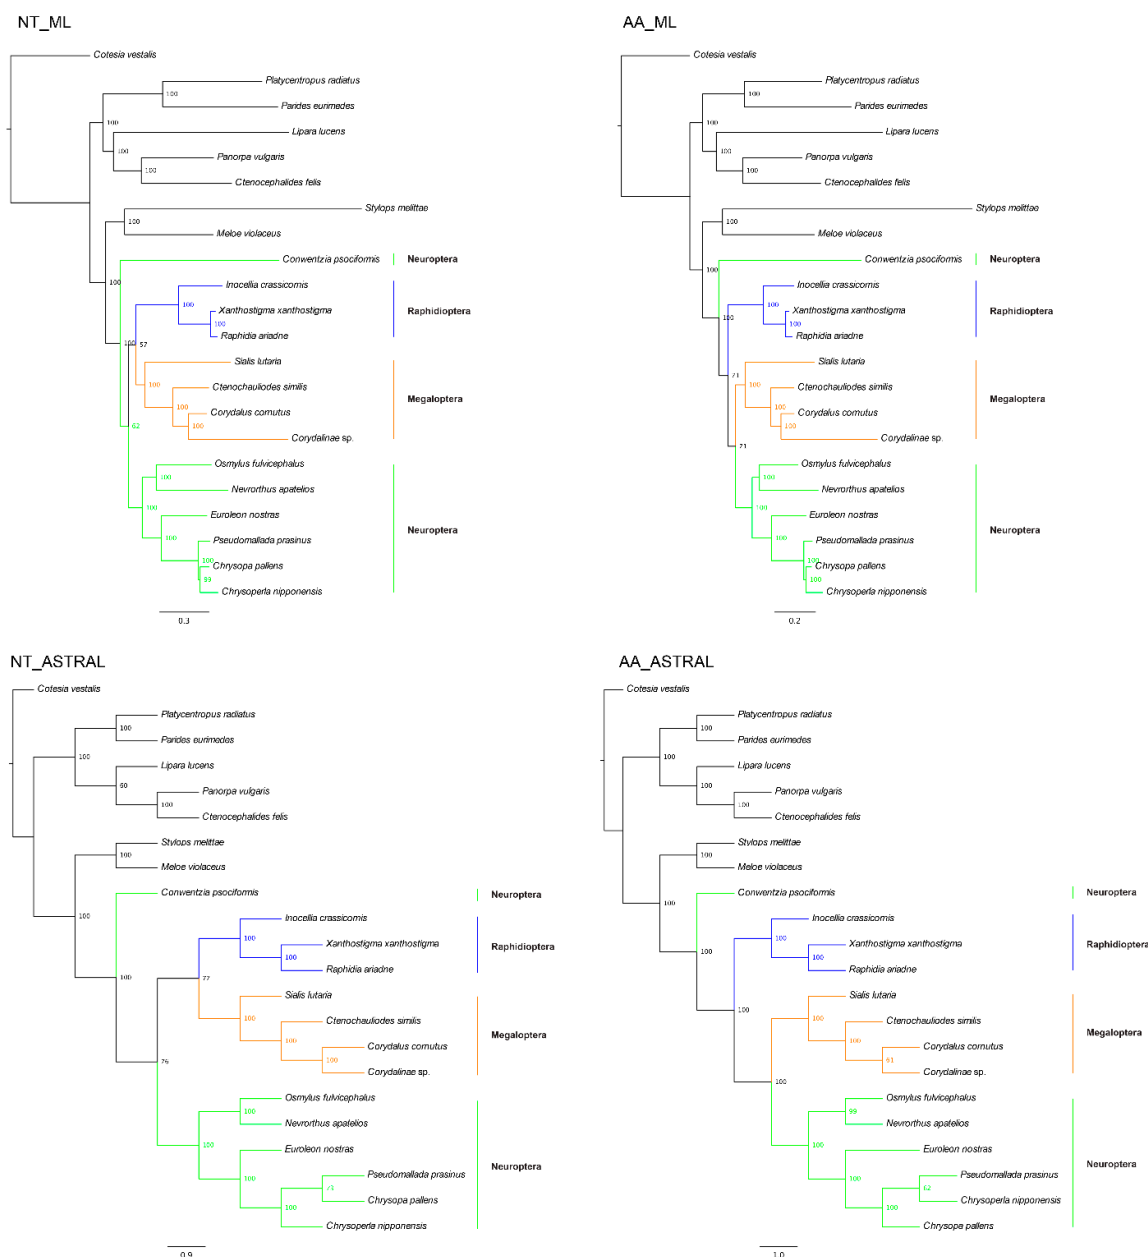 NT_ML
Cotesia vestalis
Platycentropus radiatus
100
Parides eurimedes
100
Lipara lucens
100
Panorpa vulgaris
100
Ctenocephalides felis
Stylops melittae
100
Meloe violaceus
Conwentzia psociformis
Neuroptera
100
Inocellia crassicornis
100
Xanthostigma xanthostigma
Raphidioptera
100
Raphidia ariadne
100
57
Sialis lutaria
100
Ctenochauliodes similis
Megaloptera
100
Corydalus cornutus
100
Corydalinae sp.
62
Osmylus fulvicephalus
100
Nevrorthus apatelios
100
Euroleon nostras
Neuroptera
100
Pseudomallada prasinus
100
Chrysopa pallens
93
Chrysoperla nipponensis
0.3
AA_ML
Cotesia vestalis
Platycentropus radiatus
100
Parides eurimedes
100
Lipara lucens
100
Panorpa vulgaris
100
Ctenocephalides felis
Stylops melittae
100
Meloe violaceus
Conwentzia psociformis
Neuroptera
100
Inocellia crassicornis
100
Xanthostigma xanthostigma
Raphidioptera
100
100
Raphidia ariadne
Sialis lutaria
71
100
Ctenochauliodes similis
Megaloptera
100
Corydalus cornutus
100
Corydalinae sp.
71
Osmylus fulvicephalus
100
Nevrorthus apatelios
100
Euroleon nostras
Neuroptera
100
Pseudomallada prasinus
100
Chrysopa pallens
100
Chrysoperla nipponensis
0.2
NT_ASTRAL
Cotesia vestalis
Platycentropus radiatus
100
Parides eurimedes
100
Lipara lucens
60
Panorpa vulgaris
100
Ctenocephalides felis
Stylops melittae
100
Meloe violaceus
Conwentzia psociformis
Neuroptera
100
Inocellia crassicornis
100
Xanthostigma xanthostigma
Raphidioptera
100
Raphidia ariadne
100
77
Sialis lutaria
100
Ctenochauliodes similis
Megaloptera
100
Corydalus cornutus
100
Corydalinae sp.
76
Osmylus fulvicephalus
100
Nevrorthus apatelios
100
Euroleon nostras
Neuroptera
100
Pseudomallada prasinus
Chrysopa pallens
100
Chrysoperla nipponensis
0.9
AA_ASTRAL
Cotesia vestalis
Platycentropus radiatus
100
Parides eurimedes
100
Lipara lucens
100
Panorpa vulgaris
100
Ctenocephalides felis
Stylops melittae
100
Meloe violaceus
Conwentzia psociformis
Neuroptera
100
Inocellia crassicornis
100
Xanthostigma xanthostigma
Raphidioptera
100
Raphidia ariadne
100
Sialis lutaria
100
100
Ctenochauliodes similis
Megaloptera
100
Corydalus cornutus
91
Corydalinae sp.
100
Osmylus fulvicephalus
99
Nevrorthus apatelios
100
Euroleon nostras
Neuroptera
100
Pseudomallada prasinus
62
Chrysoperla nipponensis
100
Chrysopa pallens
1.0